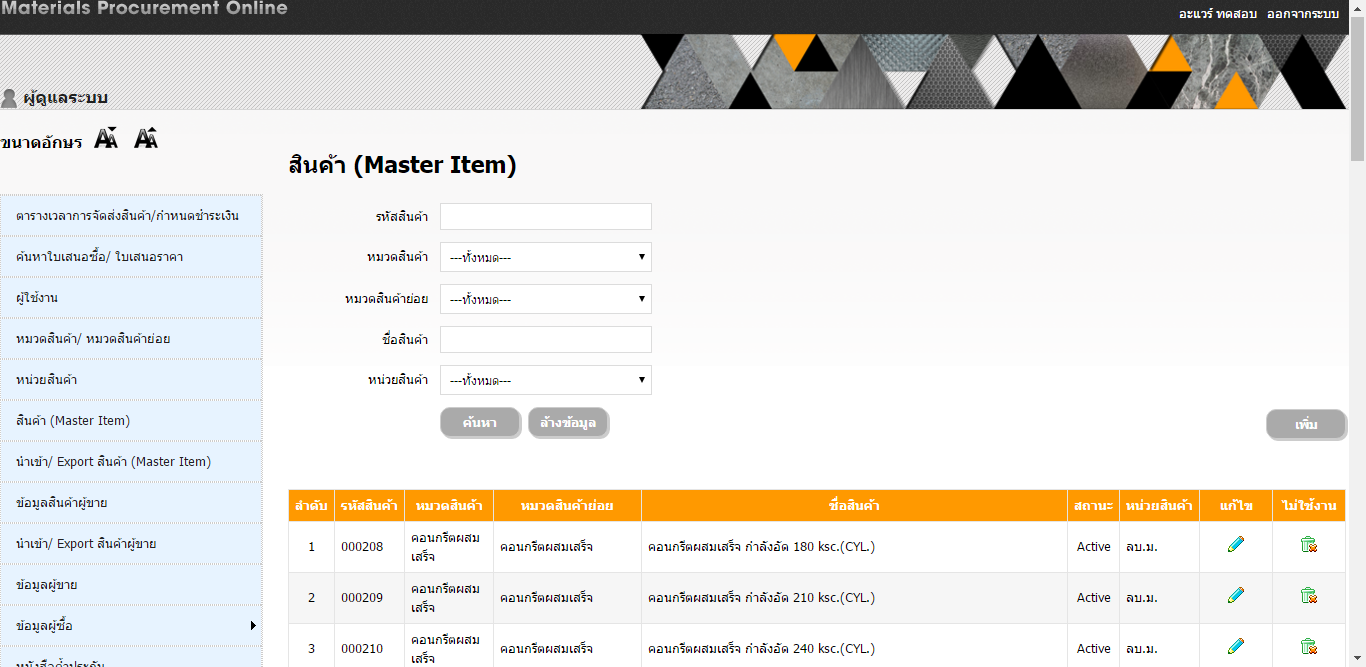 Materials Procurement Online
อะแวร์ ทดสอบ ออกจากระบบ
ผู้ดูแลระบบ
ขนาดอักษร
สินค้า (Master Item)
ตารางเวลาการจัดส่งสินค้า/กำหนดชำระเงิน
ค้นหาใบเสนอซื้อ/ ใบเสนอราคา
ผู้ใช้งาน
หมวดสินค้า/ หมวดสินค้าย่อย
หน่วยสินค้า
สินค้า (Master Item)
นำเข้า/ Export สินค้า (Master Item)
ข้อมูลสินค้าผู้ขาย
นำเข้า/ Export สินค้าผู้ขาย
ข้อมูลผู้ขาย
ข้อมูลผู้ซื้อ
หนังสือค้ำประกัน
รหัสสินค้า
หมวดสินค้า ---ทั้งหมด---
หมวดสินค้าย่อย ---ทั้งหมด---
ชื่อสินค้า
หน่วยสินค้า ---ทั้งหมด---
ค้นหา ล้างข้อมูล เพิ่ม
ลำดับ รหัสสินค้า หมวดสินค้า หมวดสินค้าย่อย ชื่อสินค้า สถานะ หน่วยสินค้า แก้ไข ไม่ใช้งาน
1 000208 คอนกรีตผสมเสร็จ คอนกรีตผสมเสร็จ คอนกรีตผสมเสร็จ กำลังอัด 180 ksc.(CYL.) Active ลบ.ม.
2 000209 คอนกรีตผสมเสร็จ คอนกรีตผสมเสร็จ คอนกรีตผสมเสร็จ กำลังอัด 210 ksc.(CYL.) Active ลบ.ม.
3 000210 คอนกรีตผสมเสร็จ คอนกรีตผสมเสร็จ คอนกรีตผสมเสร็จ กำลังอัด 240 ksc.(CYL.) Active ลบ.ม.